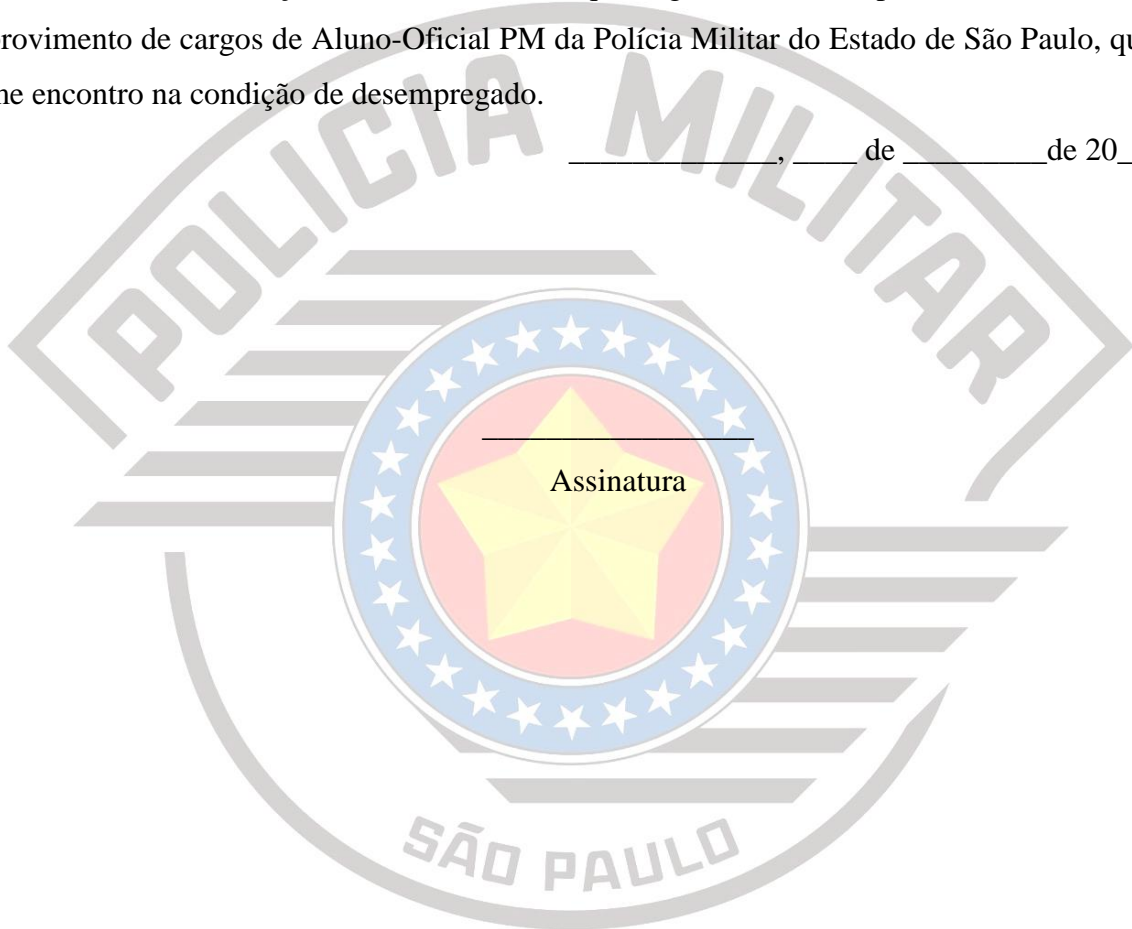 provimento de cargos de Aluno-Oficial PM da Polícia Militar do Estado de São Paulo, qu
me encontro na condição de desempregado.
_____________, ____ de _________de 20_
_________________
Assinatura
POLICIA MILITAR
SÃO PAULO